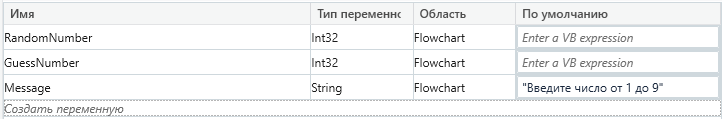 Имя Тип переменнс Область По умолчанию
RandomNumber Int32 Flowchart Enter a VB expression
GuessNumber Int32 Flowchart Enter a VB expression
Message String Flowchart "Введите число от 1 до 9"
Создать переменную